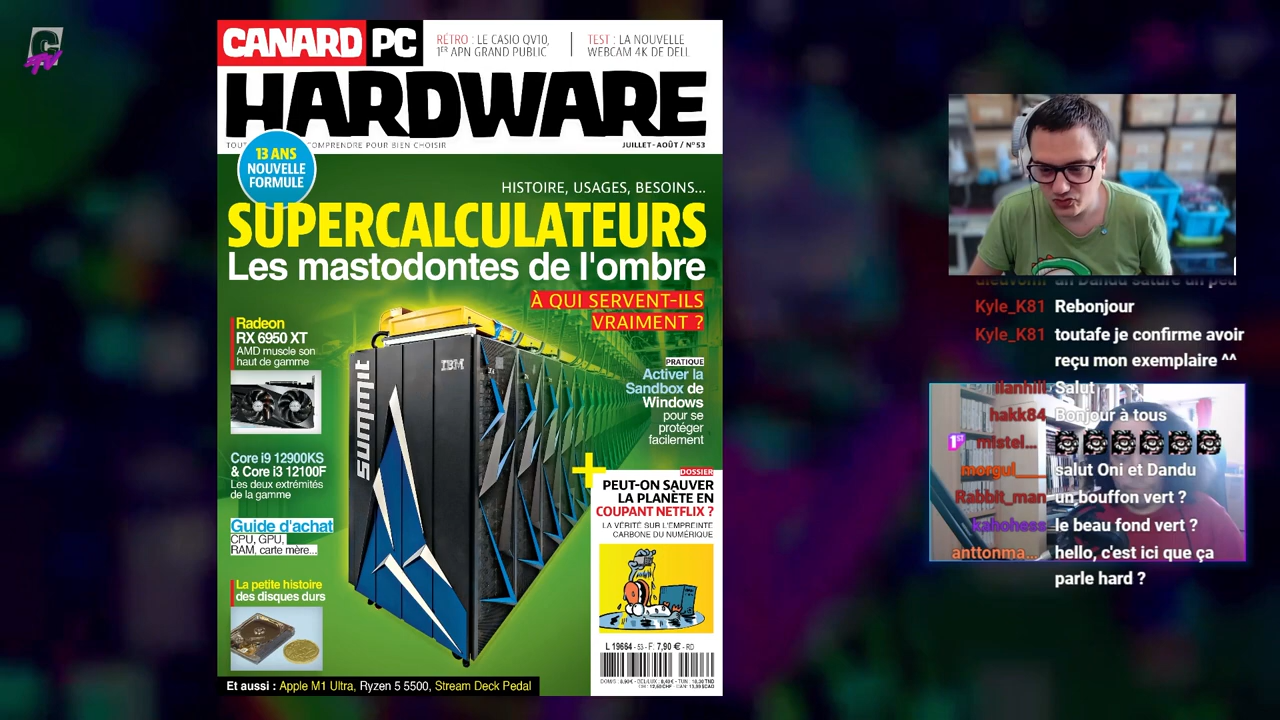 CANARD PC
RÉTRO : LE CASIO QV10,
1ER APN GRAND PUBLIC
TEST : LA NOUVELLE
WEBCAM 4K DE DELL
HARDWARE
COMPRENDRE POUR BIEN CHOISIR
JUILLET - AOÛT / N°53
13 ANS
NOUVELLE
FORMULE
HISTOIRE, USAGES, BESOINS...
SUPERCALCULATEURS
Les mastodontes de l'ombre
À QUI SERVENT-ILS
VRAIMENT ?
Radeon
RX 6950 XT
AMD muscle son
haut de gamme
Core i9 12900KS
& Core i3 12100F
Les deux extrémités
de la gamme
Guide d'achat
CPU, GPU,
RAM, carte mère...
La petite histoire
des disques durs
summit
IBM
PRATIQUE
Activer la
Sandbox de
Windows
pour se
protéger
facilement
+
DOSSIER
PEUT-ON SAUVER
LA PLANÈTE EN
COUPANT NETFLIX ?
LA VÉRITÉ SUR L'EMPREINTE
CARBONE DU NUMÉRIQUE
L 19664 - 53 - F: 7,90 € - RD
Et aussi : Apple M1 Ultra, Ryzen 5 5500, Stream Deck Pedal
Kyle_K81 Rebonjour
Kyle_K81 toutafe je confirme avoir
reçu mon exemplaire ^^
ilanhill Salut
hakk84 Bonjour à tous
1ST mistel...
morgul____ salut Oni et Dandu
Rabbit_man un bouffon vert ?
kahohess le beau fond vert ?
anttonma... hello, c'est ici que ça
parle hard ?